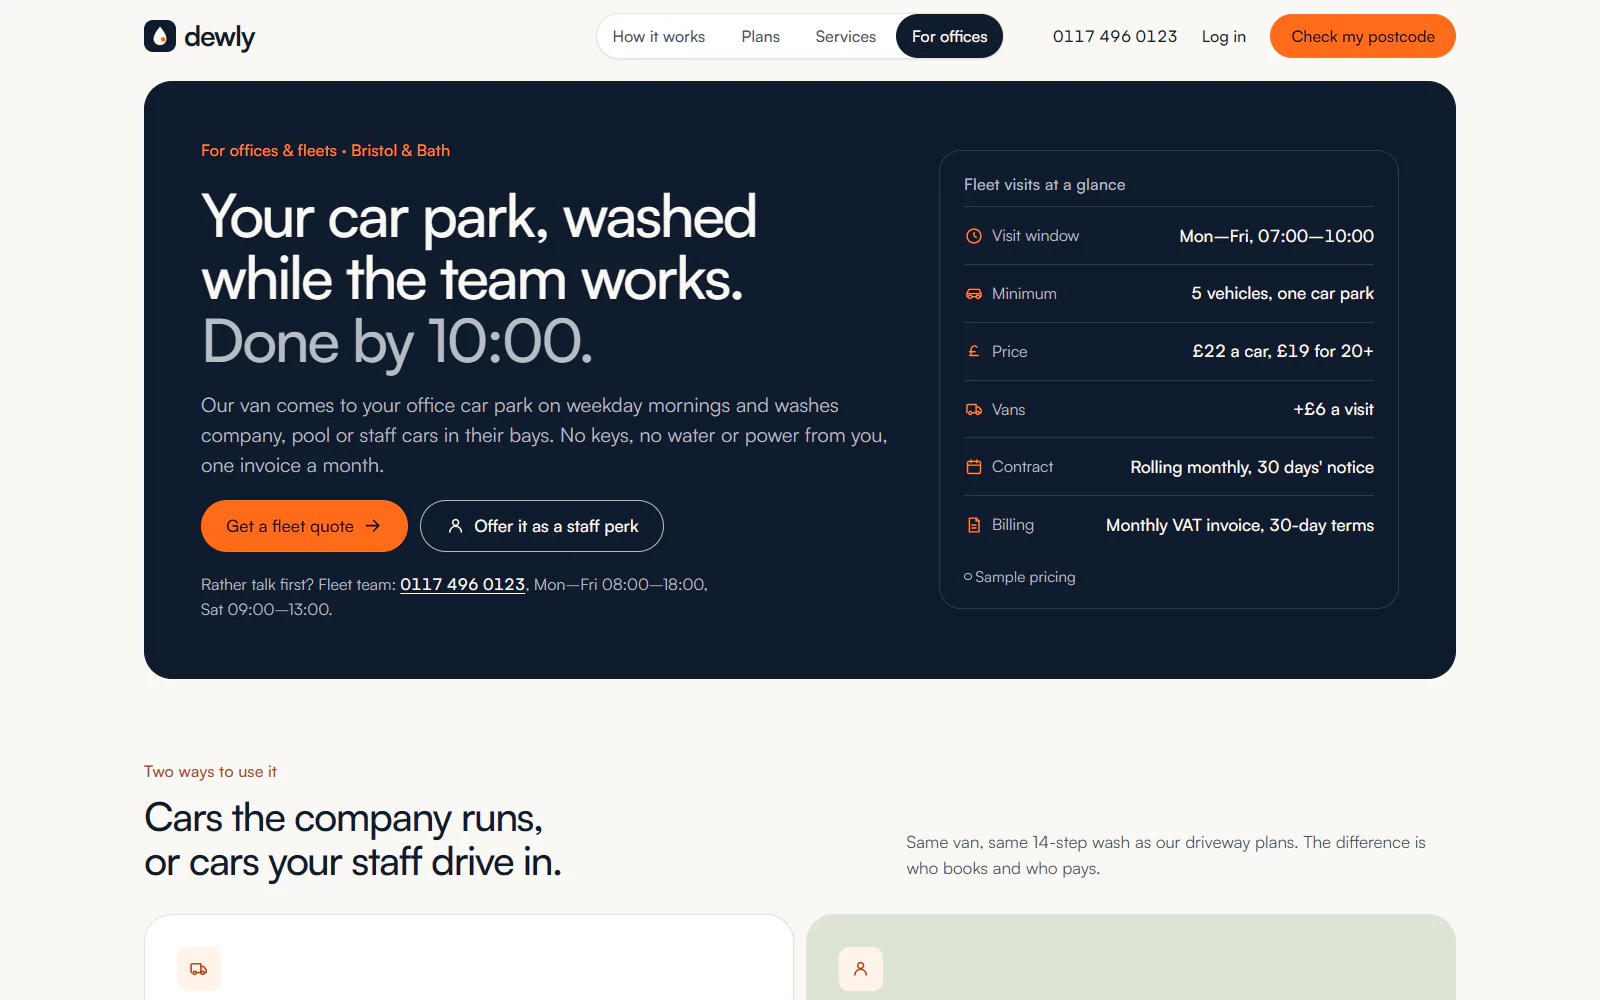 dewly
How it works
Plans
Services
For offices
0117 496 0123
Log in
Check my postcode
For offices & fleets · Bristol & Bath
Your car park, washed
while the team works.
Done by 10:00.
Our van comes to your office car park on weekday mornings and washes
company, pool or staff cars in their bays. No keys, no water or power from you,
one invoice a month.
Get a fleet quote →
Offer it as a staff perk
Rather talk first? Fleet team: 0117 496 0123, Mon—Fri 08:00—18:00,
Sat 09:00—13:00.
Fleet visits at a glance
Visit window Mon—Fri, 07:00—10:00
Minimum 5 vehicles, one car park
£ Price £22 a car, £19 for 20+
Vans +£6 a visit
Contract Rolling monthly, 30 days' notice
Billing Monthly VAT invoice, 30-day terms
Sample pricing
Two ways to use it
Cars the company runs,
or cars your staff drive in.
Same van, same 14-step wash as our driveway plans. The difference is
who books and who pays.